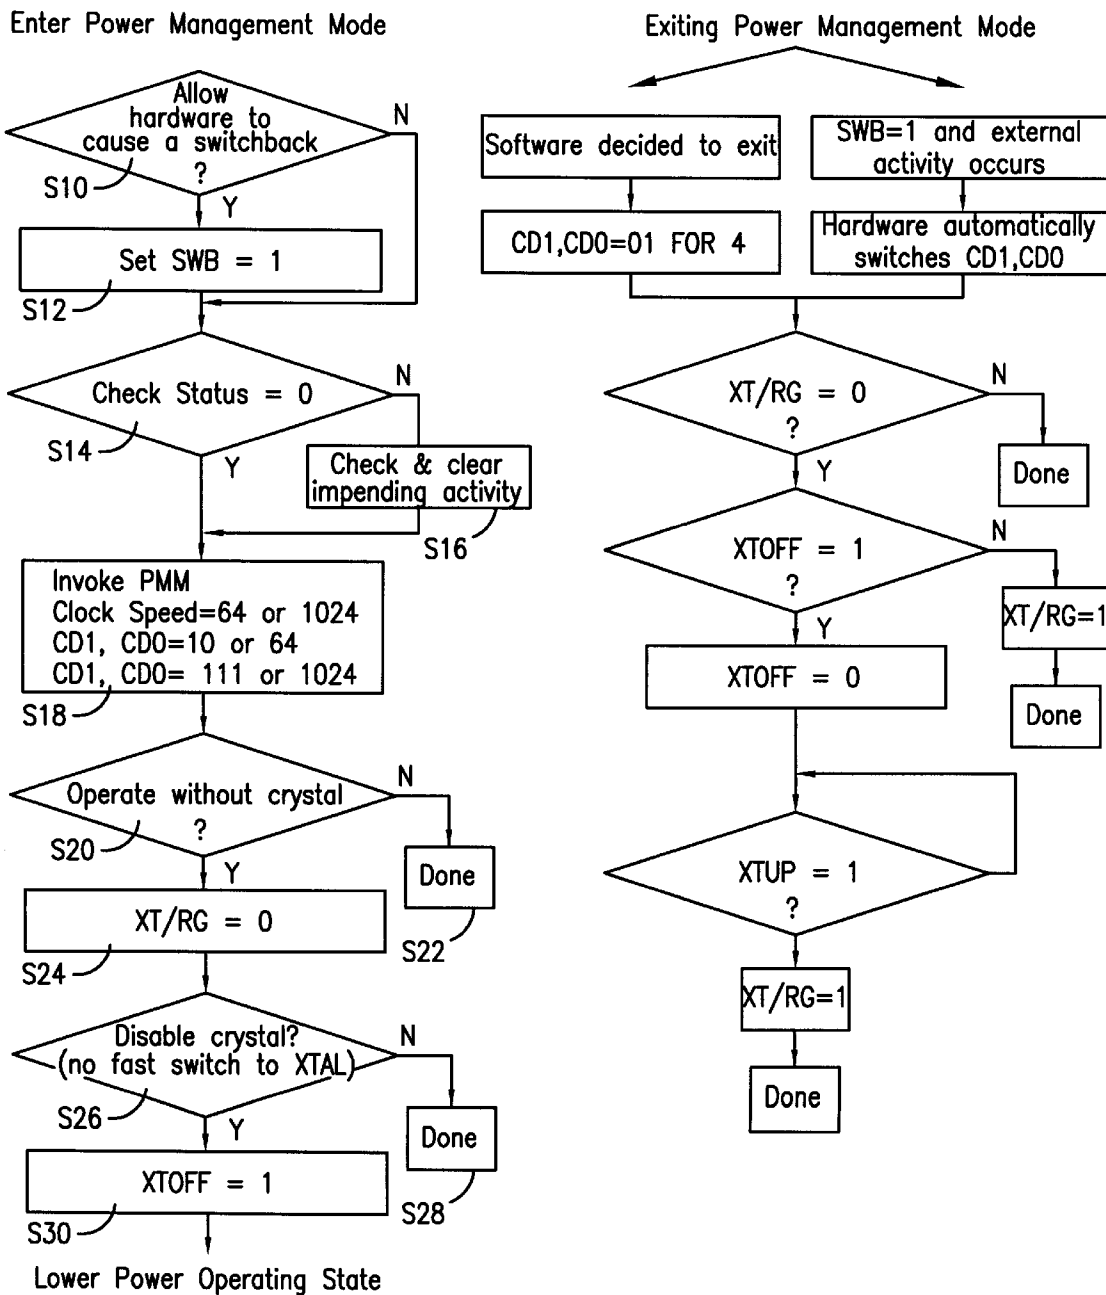 Enter Power Management Mode
Allow
hardware to
cause a switchback
?
N
S10
Y
Set SWB = 1
S12
Check Status = 0
N
S14
Y
Check & clear
impending activity
S16
Invoke PMM
Clock Speed=64 or 1024
CD1, CD0=10 or 64
CD1, CD0= 111 or 1024
S18
Operate without crystal
?
N
S20
Y
Done
S22
XT/RG = 0
S24
Disable crystal?
(no fast switch to XTAL)
N
S26
Y
Done
S28
XTOFF = 1
S30
Lower Power Operating State
Exiting Power Management Mode
Software decided to exit
SWB=1 and external
activity occurs
CD1,CD0=01 FOR 4
Hardware automatically
switches CD1,CD0
XT/RG = 0
?
N
Done
Y
XTOFF = 1
?
N
XT/RG=1
Done
Y
XTOFF = 0
XTUP = 1
?
XT/RG=1
Done